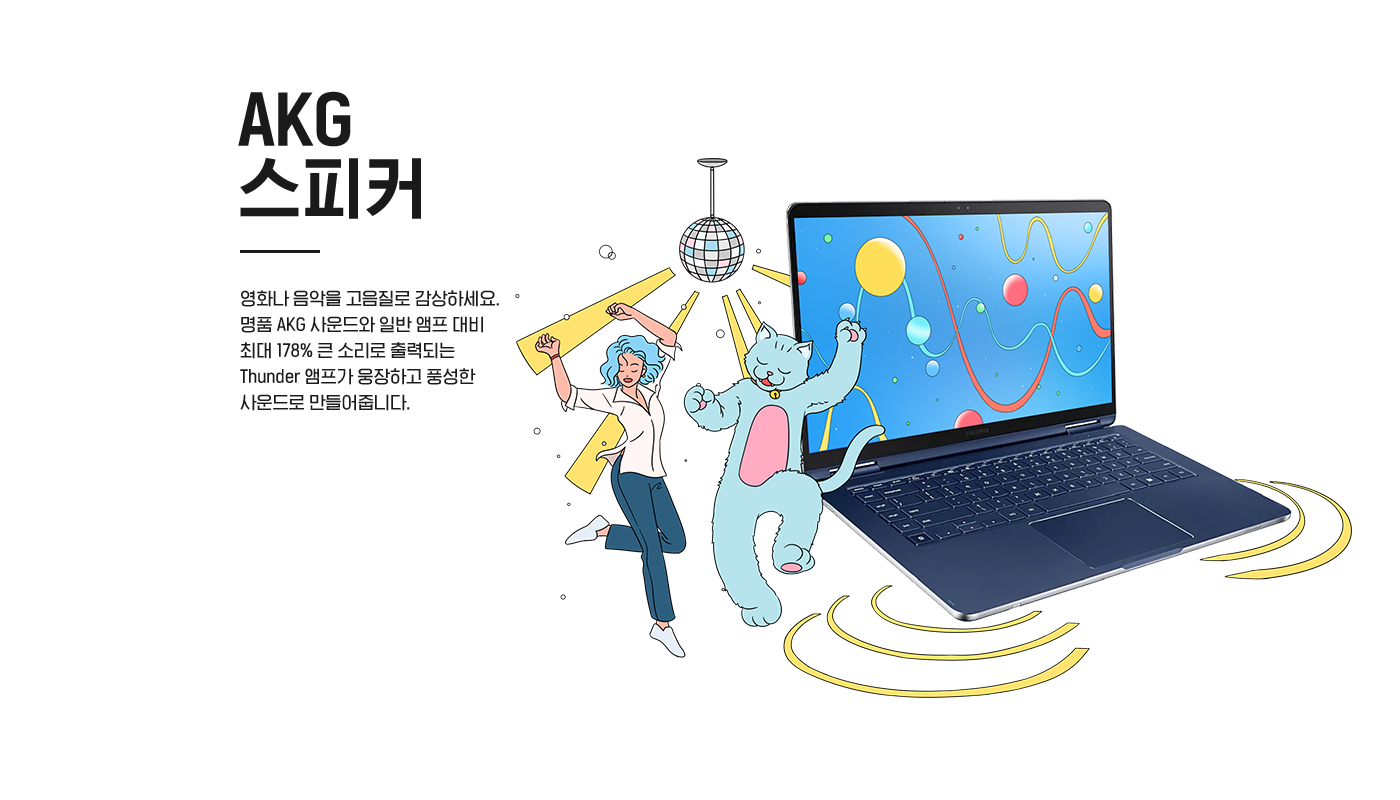 AKG
스피커
영화나 음악을 고음질로 감상하세요.
명품 AKG 사운드와 일반 앰프 대비
최대 178% 큰 소리로 출력되는
Thunder 앰프가 웅장하고 풍성한
사운드로 만들어줍니다.